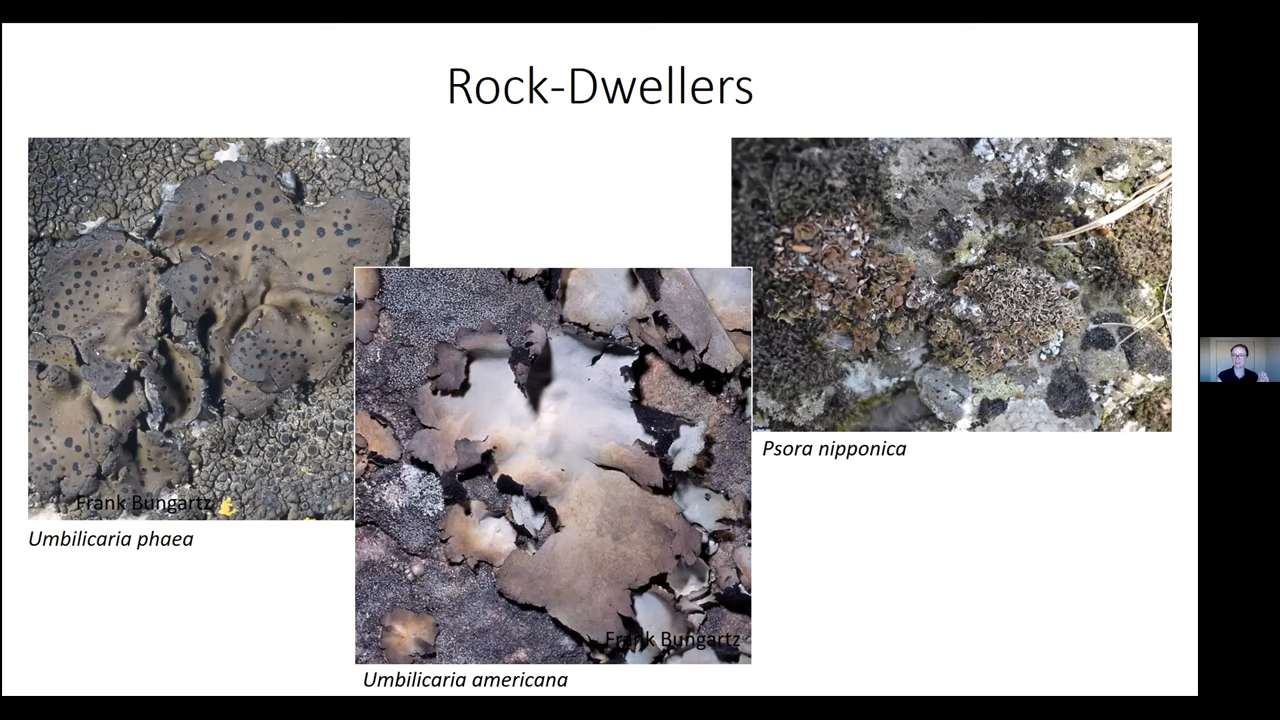 Rock-Dwellers
Frank Bungartz
Umbilicaria phaea
Frank Bungartz
Umbilicaria americana
Psora nipponica